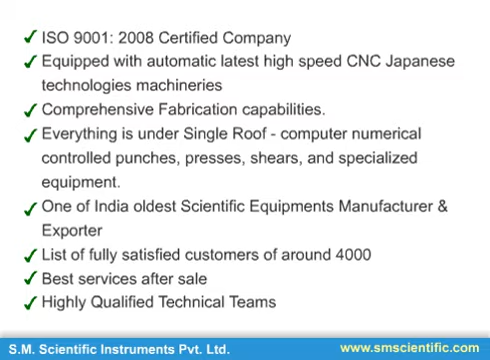 ISO 9001: 2008 Certified Company
Equipped with automatic latest high speed CNC Japanese
technologies machineries
Comprehensive Fabrication capabilities.
Everything is under Single Roof - computer numerical
controlled punches, presses, shears, and specialized
equipment.
One of India oldest Scientific Equipments Manufacturer &
Exporter
List of fully satisfied customers of around 4000
Best services after sale
Highly Qualified Technical Teams
S.M. Scientific Instruments Pvt. Ltd. www.smscientific.com